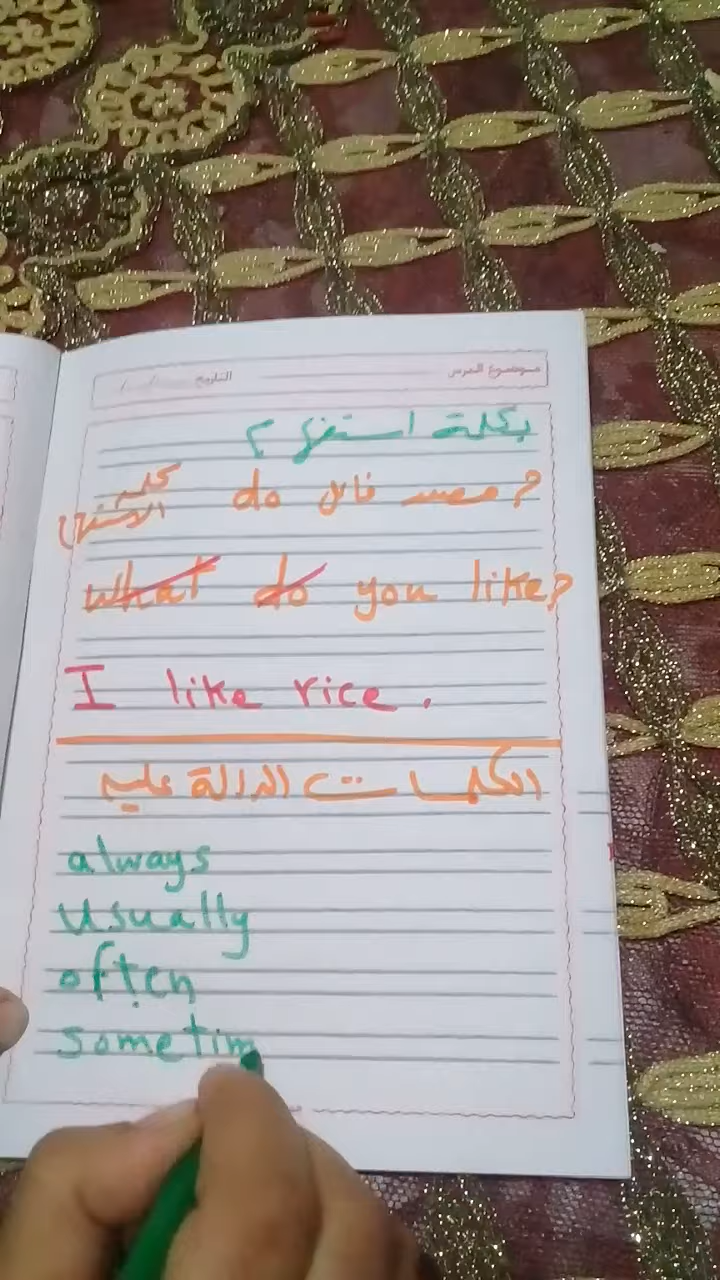 موضوع الدرس التاريخ / /
بكلمة استفهام
كلمة الاستفهام do فاعل مصدر ?
What do you like?
I like rice.
الكلمات الدالة عليه
always
usually
often
sometim